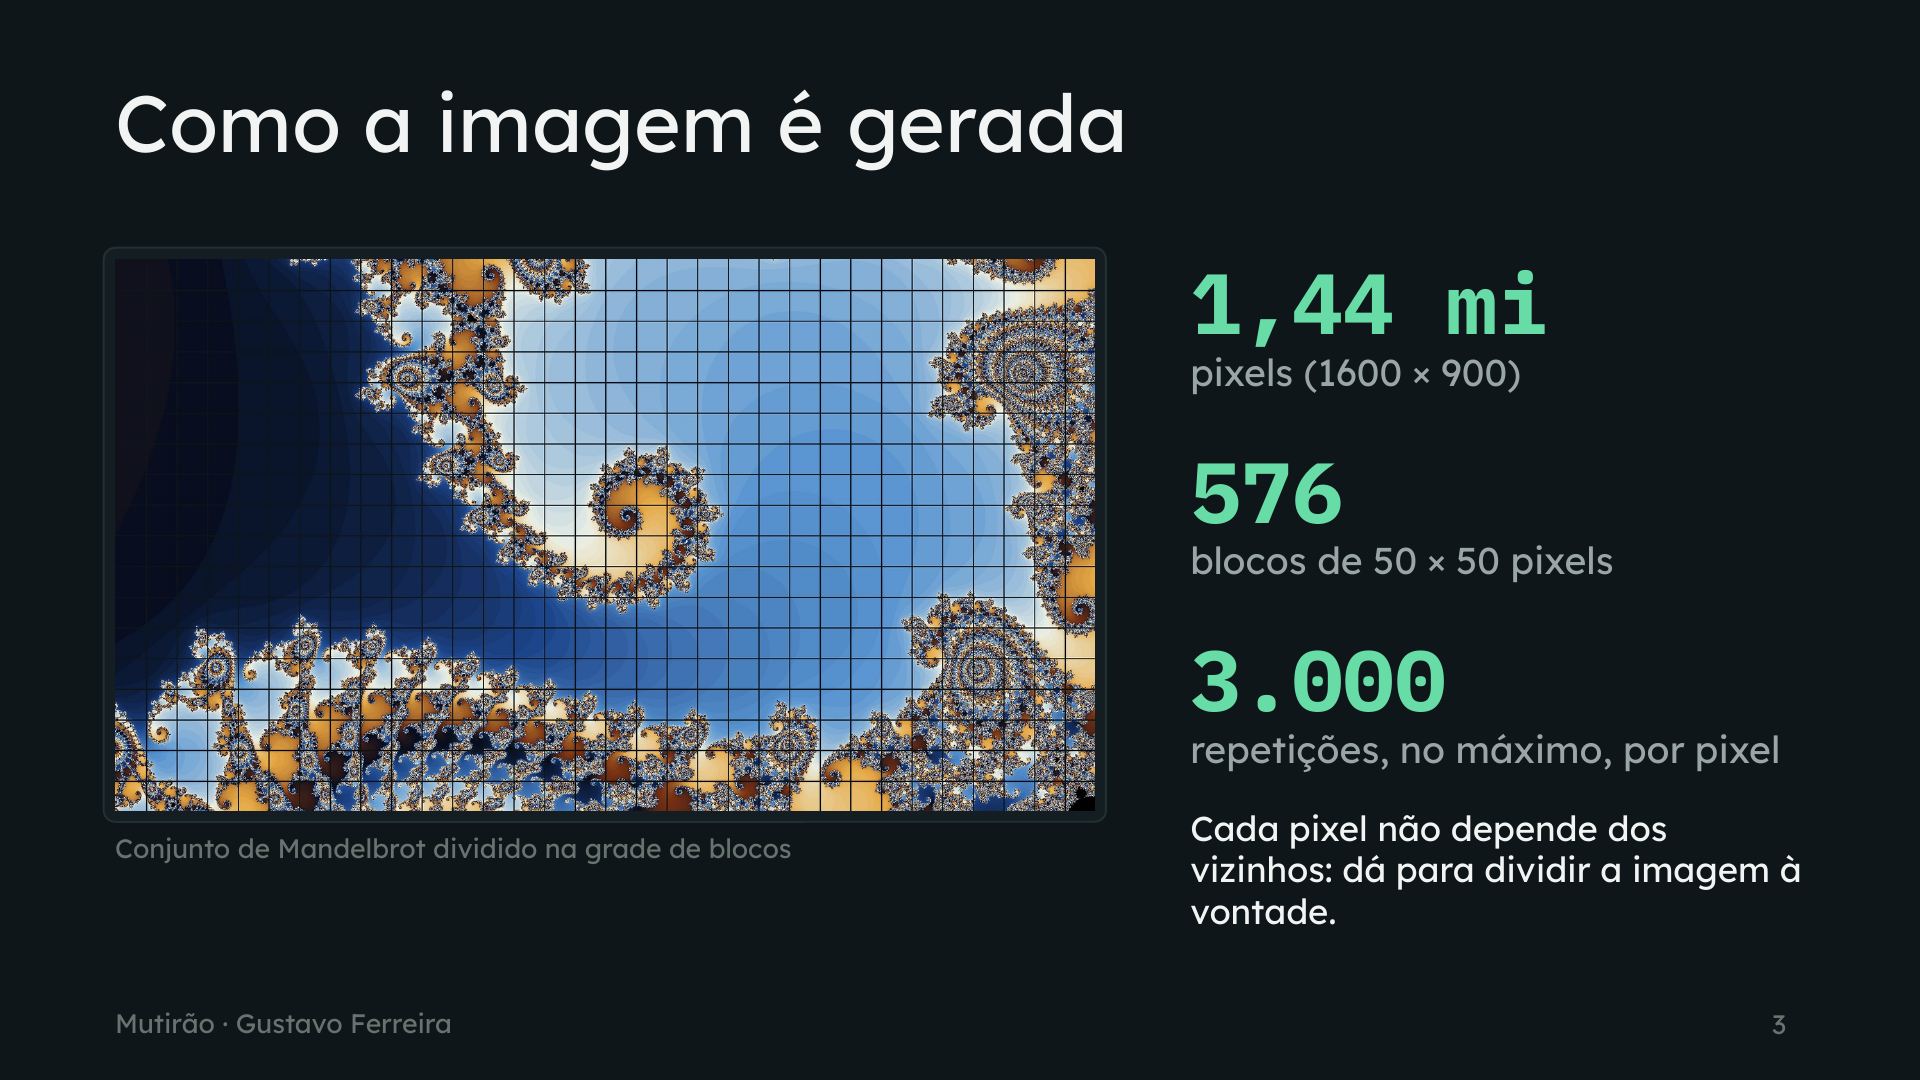 Como a imagem é gerada
1,44 mi
pixels (1600 × 900)
576
blocos de 50 × 50 pixels
3.000
repetições, no máximo, por pixel
Cada pixel não depende dos
vizinhos: dá para dividir a imagem à
vontade.
Conjunto de Mandelbrot dividido na grade de blocos
Mutirão · Gustavo Ferreira
3